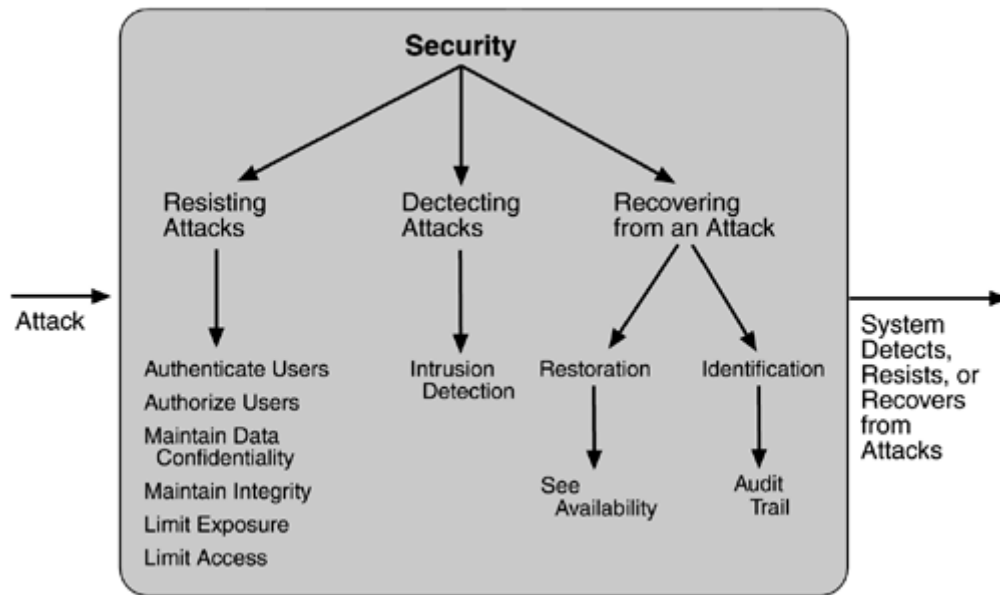 Security
Resisting
Attacks
Dectecting
Attacks
Recovering
from an Attack
Attack
System
Detects,
Resists, or
Recovers
from
Attacks
Authenticate Users
Authorize Users
Maintain Data
Confidentiality
Maintain Integrity
Limit Exposure
Limit Access
Intrusion
Detection
Restoration
Identification
See
Availability
Audit
Trail